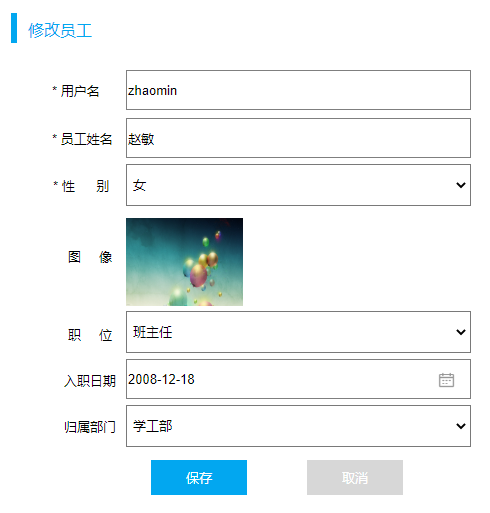 修改员工
* 用户名 zhaomin
* 员工姓名 赵敏
* 性 别 女
图 像
职 位 班主任
入职日期 2008-12-18
归属部门 学工部
保存 取消